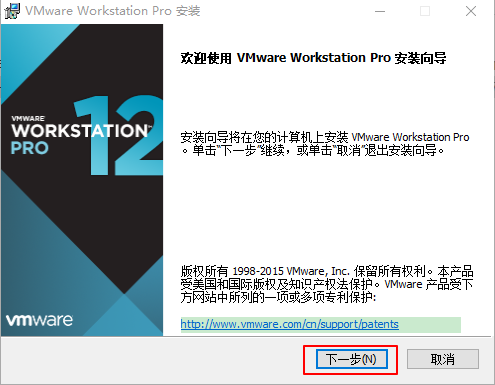 VMware Workstation Pro 安装
欢迎使用 VMware Workstation Pro 安装向导
VMWARE
WORKSTATION™
PRO 12
安装向导将在您的计算机上安装 VMware Workstation Pro
。单击“下一步”继续，或单击“取消”退出安装向导。
版权所有 1998-2015 VMware, Inc. 保留所有权利。本产品
受美国和国际版权及知识产权法保护。VMware 产品受下
方网站中所列的一项或多项专利保护:
http://www.vmware.com/cn/support/patents
vmware
下一步(N)
取消